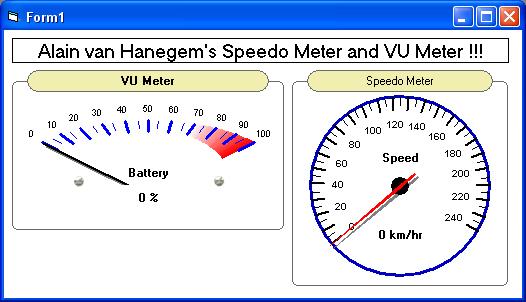 Form1
Alain van Hanegem's Speedo Meter and VU Meter !!!
VU Meter
0 10 20 30 40 50 60 70 80 90 100
Battery
0 %
Speedo Meter
0 20 40 60 80 100 120 140 160 180 200 220 240
Speed
0 km/hr